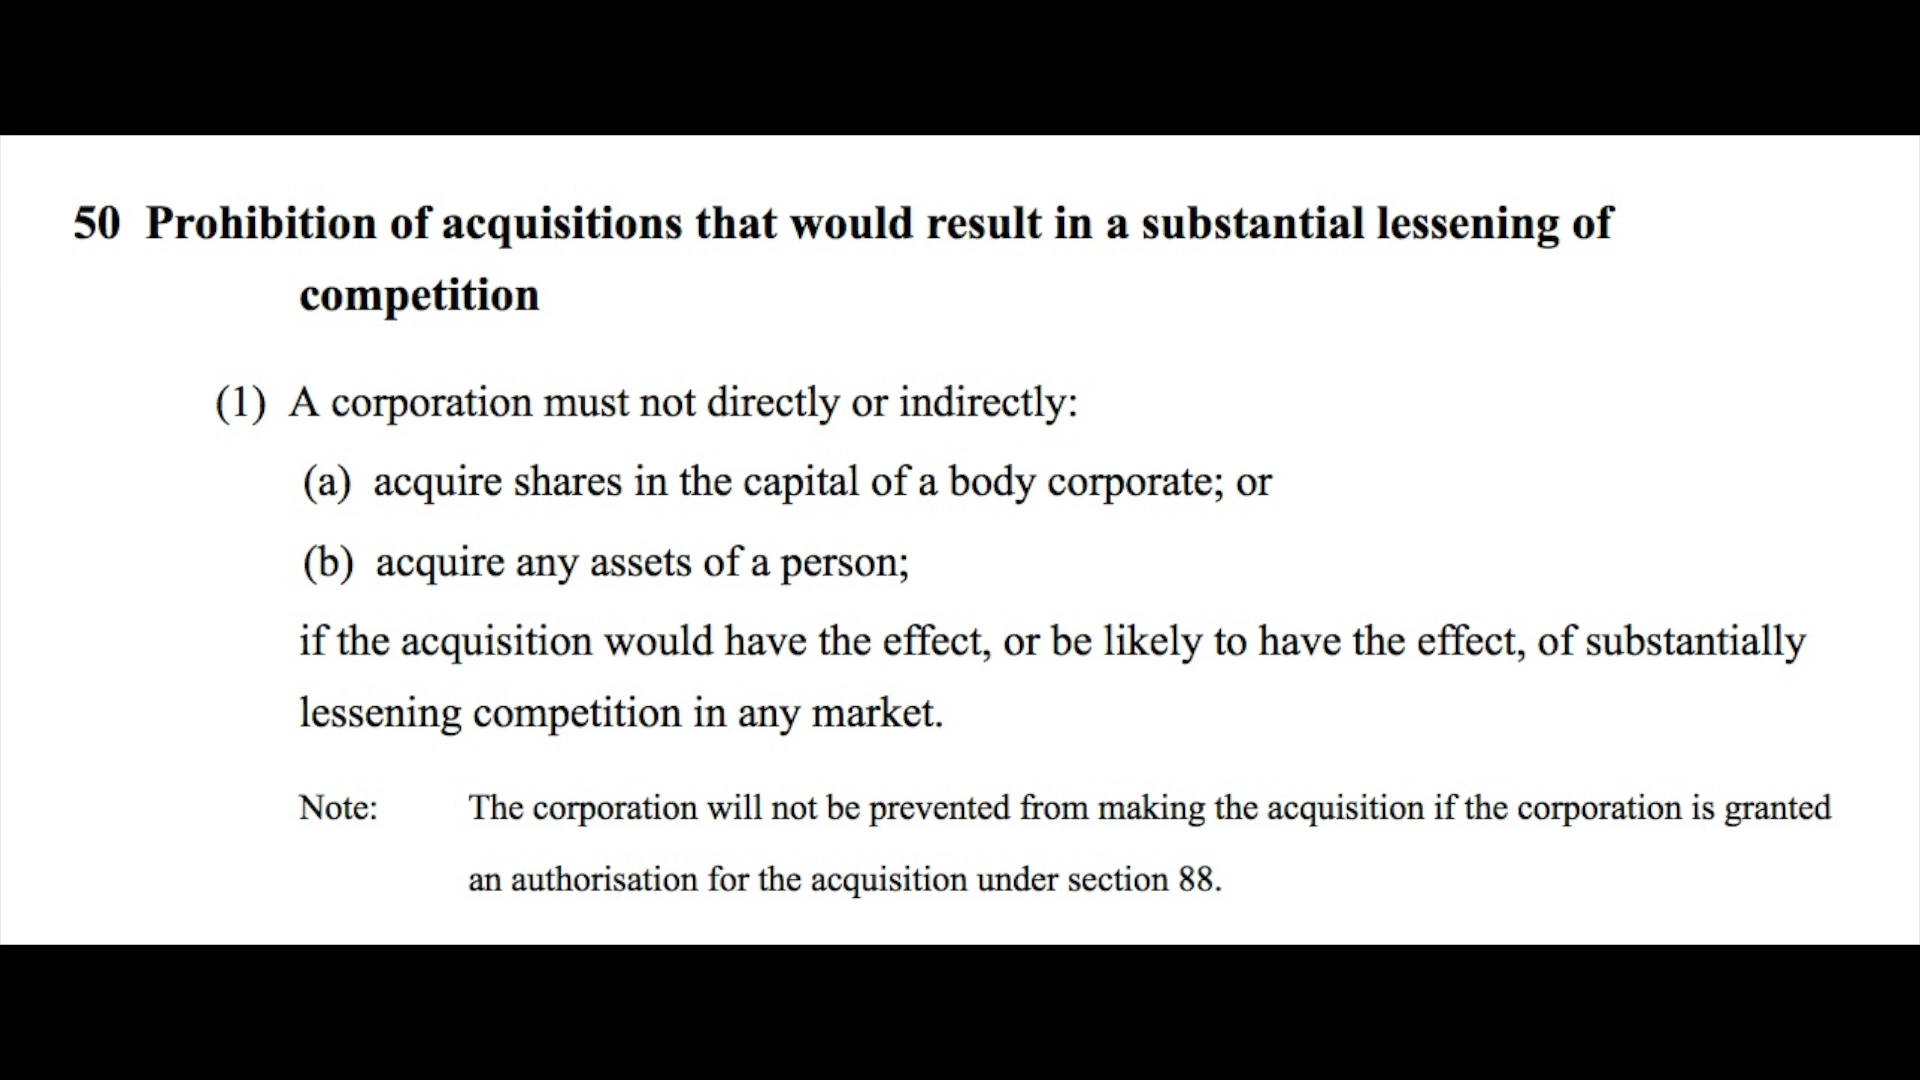 50 Prohibition of acquisitions that would result in a substantial lessening of
competition
(1) A corporation must not directly or indirectly:
(a) acquire shares in the capital of a body corporate; or
(b) acquire any assets of a person;
if the acquisition would have the effect, or be likely to have the effect, of substantially
lessening competition in any market.
Note: The corporation will not be prevented from making the acquisition if the corporation is granted
an authorisation for the acquisition under section 88.